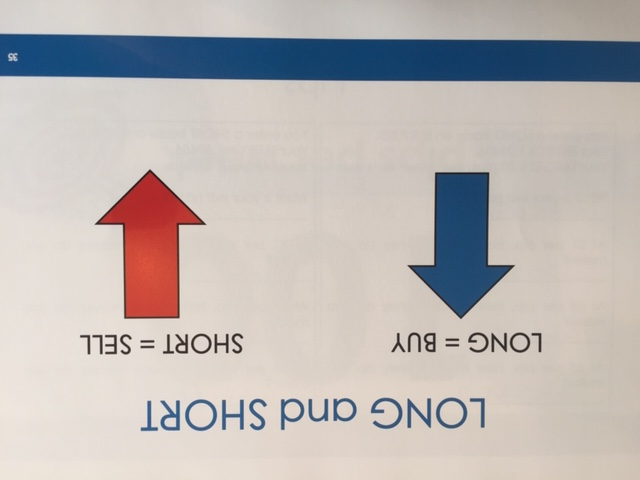 LONG and SHORT
LONG = BUY
SHORT = SELL
35